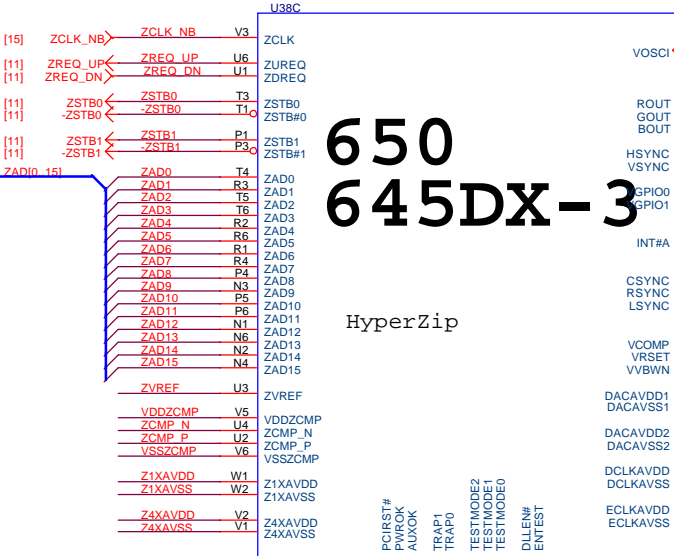 U38C
[15] ZCLK_NB ZCLK_NB V3 ZCLK
VOSCI
[11] ZREQ_UP ZREQ_UP U6 ZUREQ
[11] ZREQ_DN ZREQ_DN U1 ZDREQ
[11] ZSTB0 ZSTB0 T3 ZSTB0 ROUT
[11] -ZSTB0 -ZSTB0 T1 ZSTB#0 GOUT
BOUT
[11] ZSTB1 ZSTB1 P1 ZSTB1
[11] -ZSTB1 -ZSTB1 P3 ZSTB#1 HSYNC
VSYNC
650
645DX-3
ZAD[0..15]
ZAD0 T4 ZAD0
ZAD1 R3 ZAD1 VGPIO0
ZAD2 T5 ZAD2 VGPIO1
ZAD3 T6 ZAD3
ZAD4 R2 ZAD4
ZAD5 R6 ZAD5 INT#A
ZAD6 R1 ZAD6
ZAD7 R4 ZAD7
ZAD8 P4 ZAD8 CSYNC
ZAD9 N3 ZAD9 RSYNC
ZAD10 P5 ZAD10 LSYNC
ZAD11 P6 ZAD11
HyperZip
ZAD12 N1 ZAD12
ZAD13 N6 ZAD13 VCOMP
ZAD14 N2 ZAD14 VRSET
ZAD15 N4 ZAD15 VVBWN
ZVREF U3 ZVREF DACAVDD1
DACAVSS1
VDDZCMP V5 VDDZCMP
ZCMP_N U4 ZCMP_N DACAVDD2
ZCMP_P U2 ZCMP_P DACAVSS2
VSSZCMP V6 VSSZCMP
Z1XAVDD W1 Z1XAVDD DCLKAVDD
Z1XAVSS W2 Z1XAVSS DCLKAVSS
Z4XAVDD V2 Z4XAVDD ECLKAVDD
Z4XAVSS V1 Z4XAVSS ECLKAVSS
PCIRST#
PWROK
AUXOK
TRAP1
TRAP0
TESTMODE2
TESTMODE1
TESTMODE0
DLLEN#
ENTEST